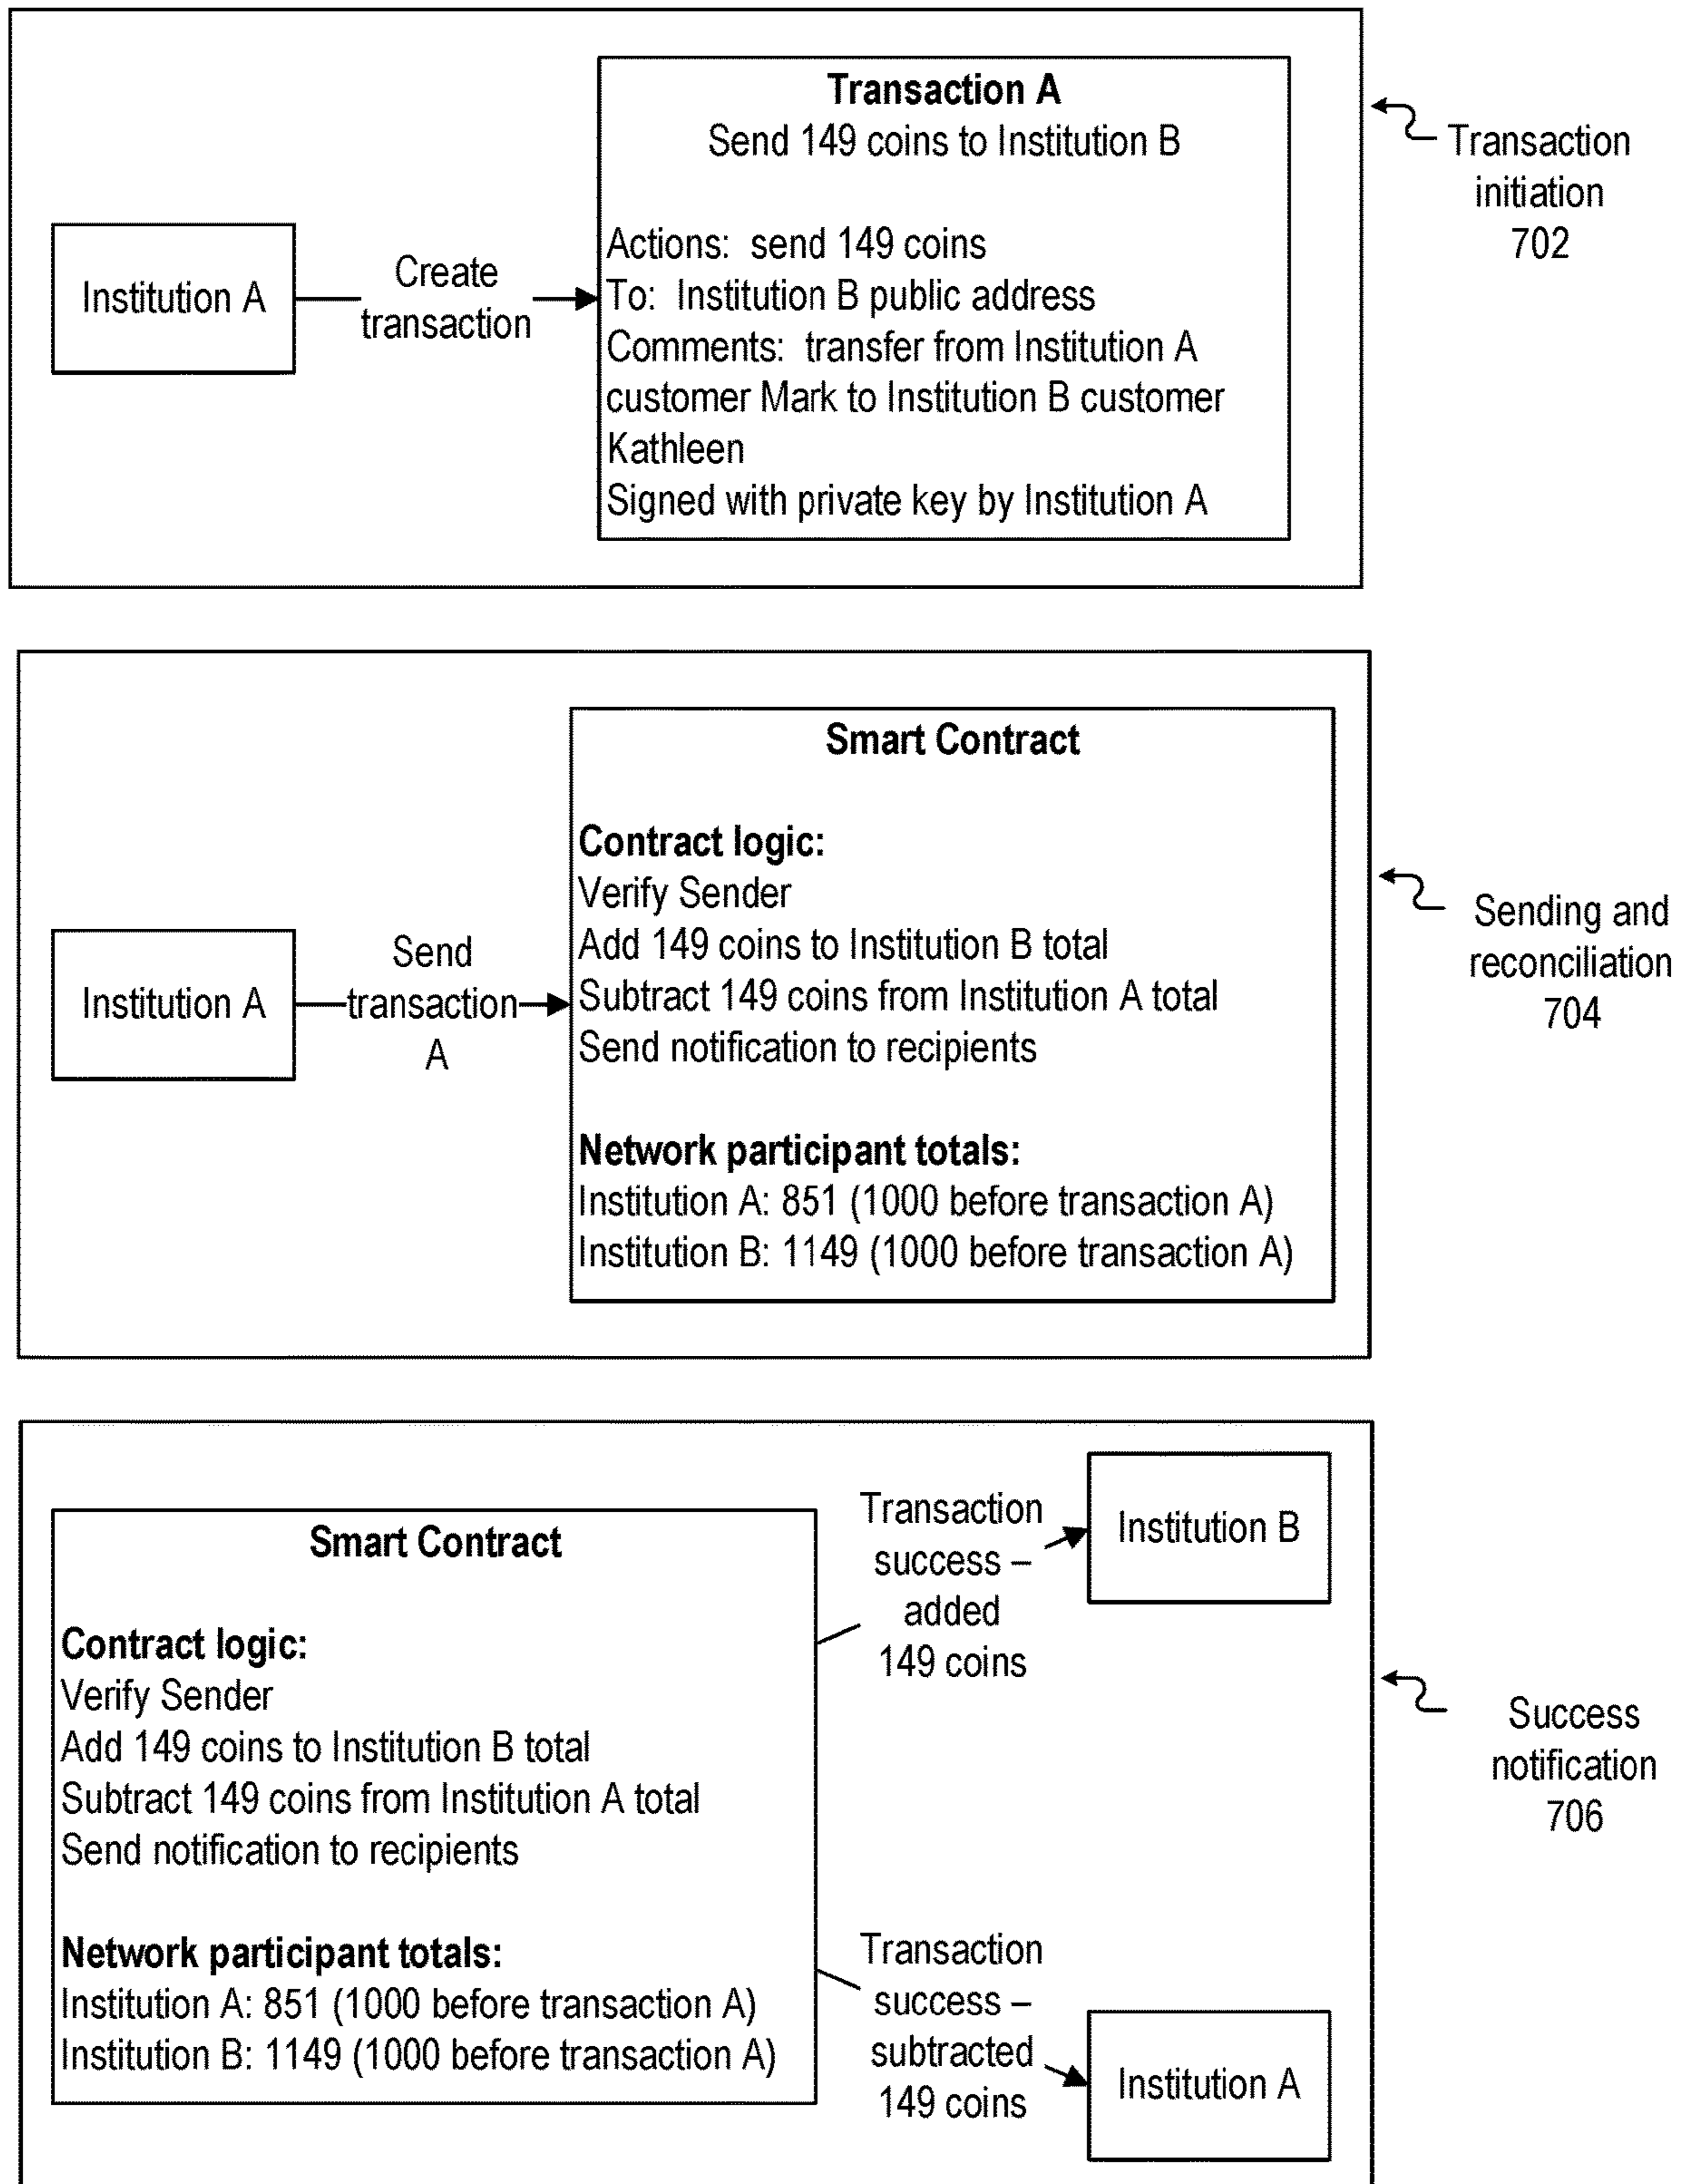 Transaction A
Send 149 coins to Institution B
Actions: send 149 coins
To: Institution B public address
Comments: transfer from Institution A
customer Mark to Institution B customer
Kathleen
Signed with private key by Institution A
Institution A
Create
transaction
Transaction
initiation
702
Smart Contract
Contract logic:
Verify Sender
Add 149 coins to Institution B total
Subtract 149 coins from Institution A total
Send notification to recipients
Network participant totals:
Institution A: 851 (1000 before transaction A)
Institution B: 1149 (1000 before transaction A)
Institution A
Send
transaction
A
Sending and
reconciliation
704
Smart Contract
Contract logic:
Verify Sender
Add 149 coins to Institution B total
Subtract 149 coins from Institution A total
Send notification to recipients
Network participant totals:
Institution A: 851 (1000 before transaction A)
Institution B: 1149 (1000 before transaction A)
Transaction
success –
added
149 coins
Institution B
Transaction
success –
subtracted
149 coins
Institution A
Success
notification
706